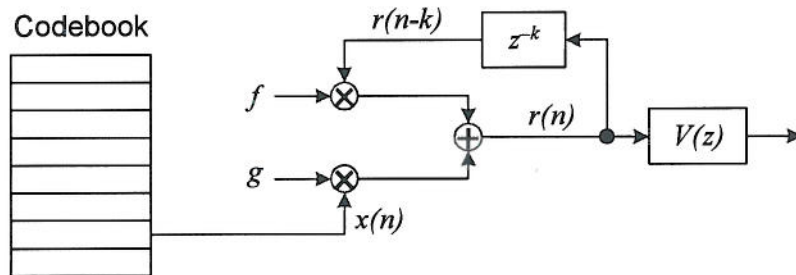 Codebook
r(n-k)
z⁻ᵏ
f
r(n)
V(z)
g
x(n)